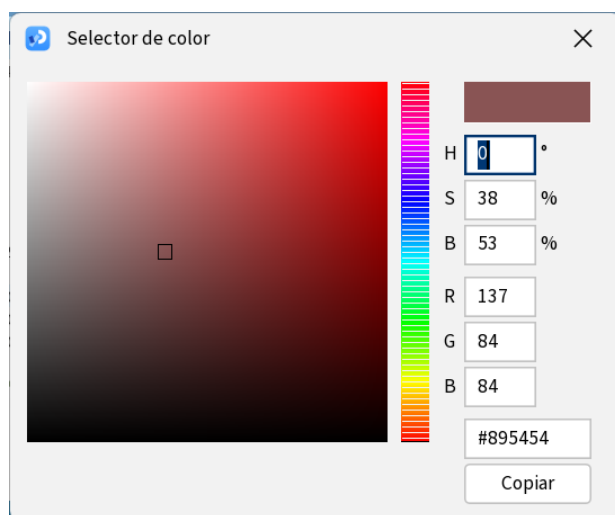 Selector de color
H 0 °
S 38 %
B 53 %
R 137
G 84
B 84
#895454
Copiar